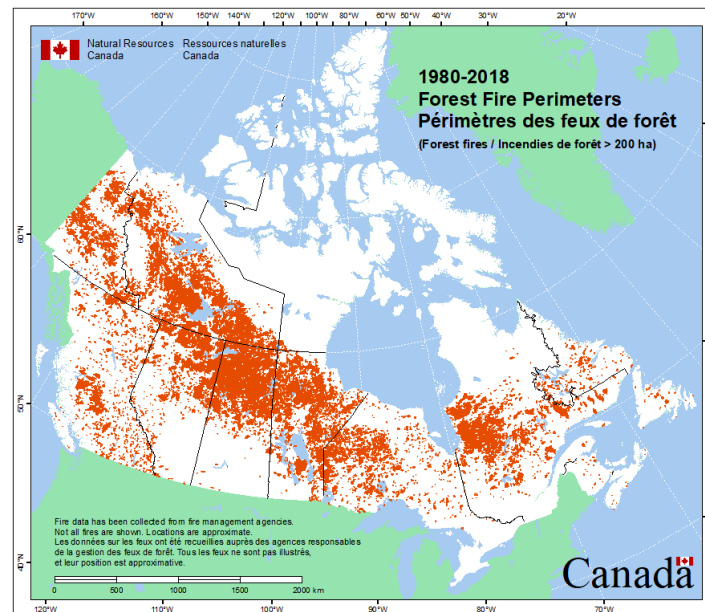 170°W 160°W 150°W 140°W 130°W 120°W 110°W 100°W 90°W 80°W 70°W 60°W 50°W 40°W 30°W 20°W
Natural Resources Ressources naturelles
Canada Canada
1980-2018
Forest Fire Perimeters
Périmètres des feux de forêt
(Forest fires / Incendies de forêt > 200 ha)
60°N
50°N
40°N
Fire data has been collected from fire management agencies.
Not all fires are shown. Locations are approximate.
Les données sur les feux ont été recueillies auprès des agences responsables
de la gestion des feux de forêt. Tous les feux ne sont pas illustrés,
et leur position est approximative.
0 500 1000 1500 2000 km
Canada
120°W 110°W 100°W 90°W 80°W 70°W